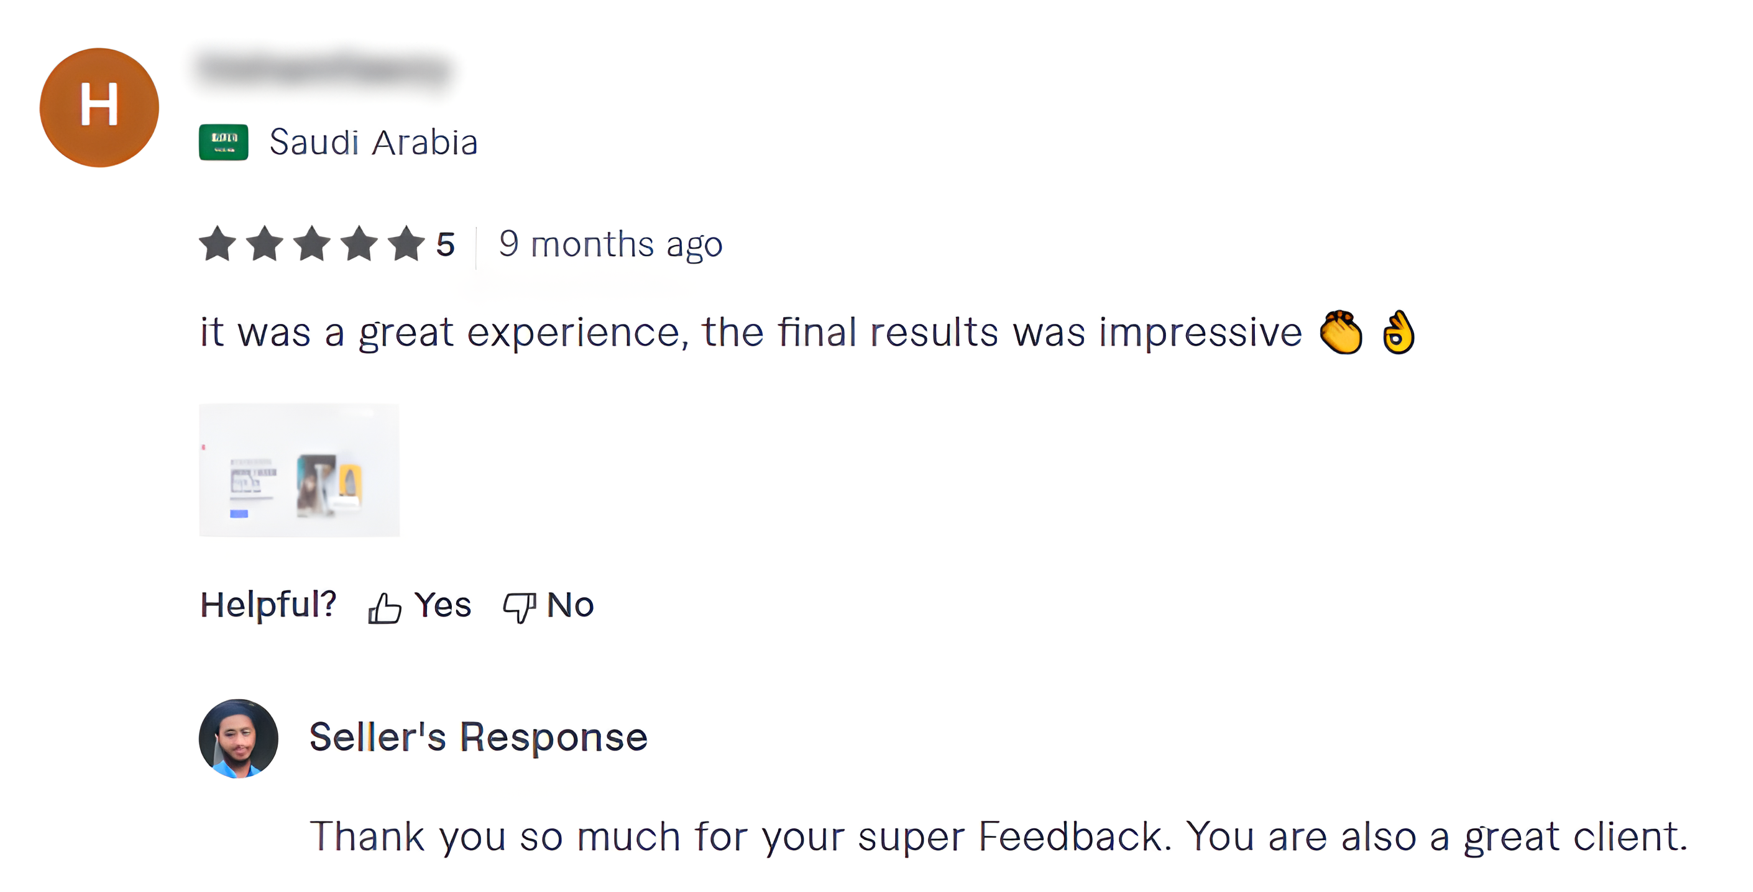 H
Saudi Arabia
5 9 months ago
it was a great experience, the final results was impressive 👏 👌
Helpful? Yes No
Seller's Response
Thank you so much for your super Feedback. You are also a great client.